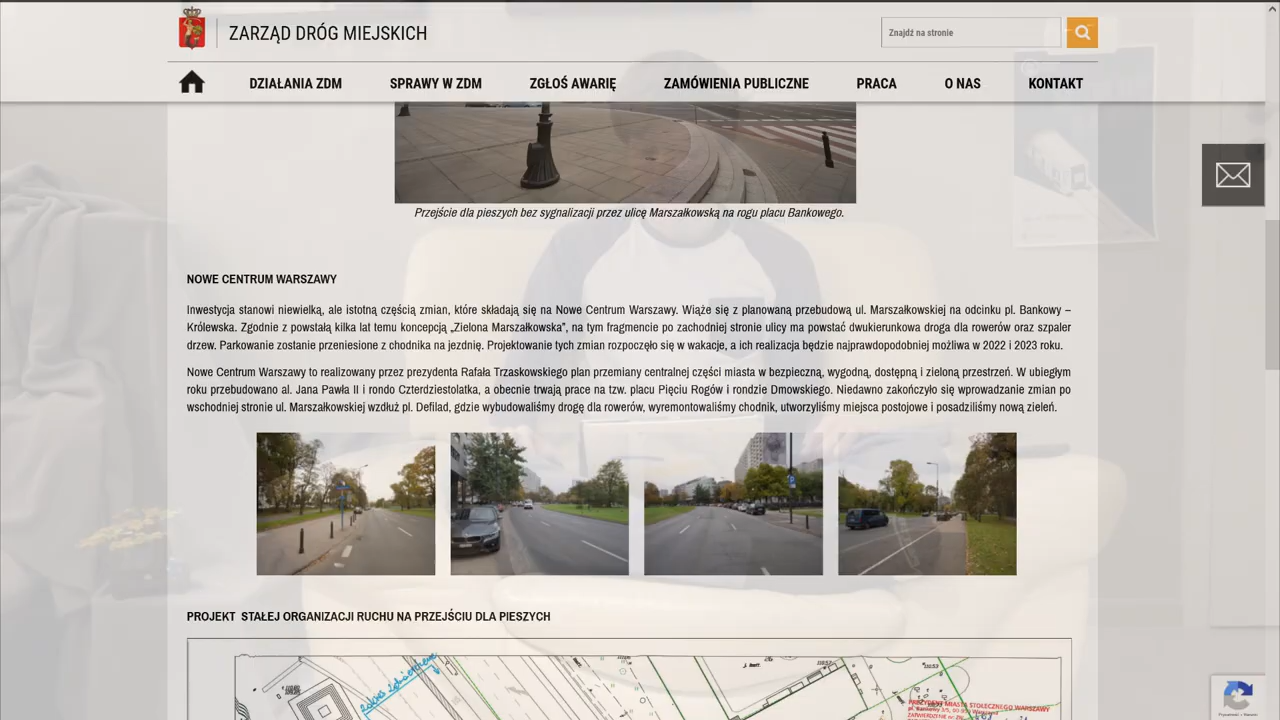 ZARZĄD DRÓG MIEJSKICH
Znajdź na stronie
DZIAŁANIA ZDM SPRAWY W ZDM ZGŁOŚ AWARIĘ ZAMÓWIENIA PUBLICZNE PRACA O NAS KONTAKT
Przejście dla pieszych bez sygnalizacji przez ulicę Marszałkowską na rogu placu Bankowego.
NOWE CENTRUM WARSZAWY
Inwestycja stanowi niewielką, ale istotną częścią zmian, które składają się na Nowe Centrum Warszawy. Wiąże się z planowaną przebudową ul. Marszałkowskiej na odcinku pl. Bankowy –
Królewska. Zgodnie z powstałą kilka lat temu koncepcją „Zielona Marszałkowska”, na tym fragmencie po zachodniej stronie ulicy ma powstać dwukierunkowa droga dla rowerów oraz szpaler
drzew. Parkowanie zostanie przeniesione z chodnika na jezdnię. Projektowanie tych zmian rozpoczęło się w wakacje, a ich realizacja będzie najprawdopodobniej możliwa w 2022 i 2023 roku.
Nowe Centrum Warszawy to realizowany przez prezydenta Rafała Trzaskowskiego plan przemiany centralnej części miasta w bezpieczną, wygodną, dostępną i zieloną przestrzeń. W ubiegłym
roku przebudowano al. Jana Pawła II i rondo Czterdziestolatka, a obecnie trwają prace na tzw. placu Pięciu Rogów i rondzie Dmowskiego. Niedawno zakończyło się wprowadzanie zmian po
wschodniej stronie ul. Marszałkowskiej wzdłuż pl. Defilad, gdzie wybudowaliśmy drogę dla rowerów, wyremontowaliśmy chodnik, utworzyliśmy miejsca postojowe i posadziliśmy nową zieleń.
PROJEKT STAŁEJ ORGANIZACJI RUCHU NA PRZEJŚCIU DLA PIESZYCH
PREZYDENT MIASTA STOŁECZNEGO WARSZAWY